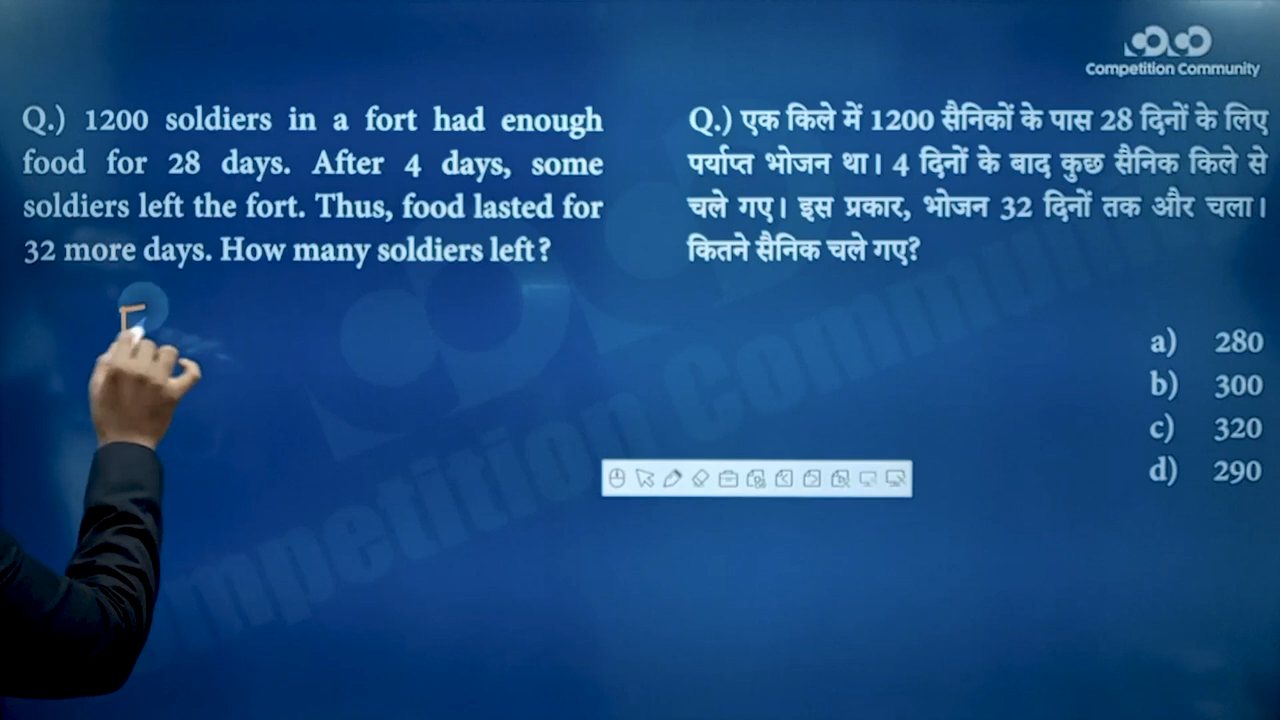 Competition Community
Q.) 1200 soldiers in a fort had enough
food for 28 days. After 4 days, some
soldiers left the fort. Thus, food lasted for
32 more days. How many soldiers left?
Q.) एक किले में 1200 सैनिकों के पास 28 दिनों के लिए
पर्याप्त भोजन था। 4 दिनों के बाद कुछ सैनिक किले से
चले गए। इस प्रकार, भोजन 32 दिनों तक और चला।
कितने सैनिक चले गए?
a) 280
b) 300
c) 320
d) 290
Competition Community